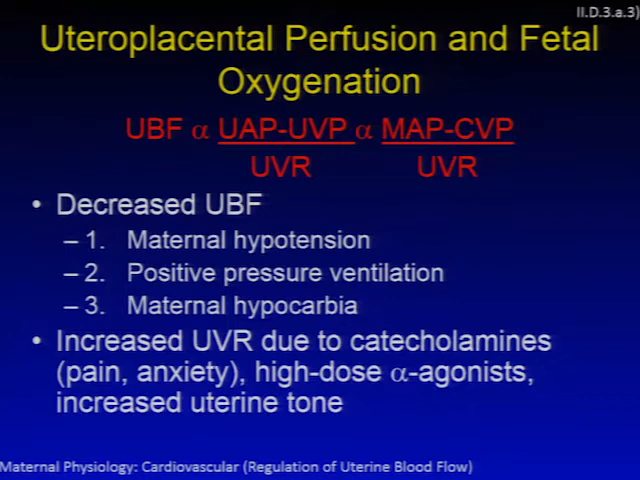 II.D.3.a.3)
Uteroplacental Perfusion and Fetal
Oxygenation
UBF α UAP-UVP α MAP-CVP
UVR UVR
• Decreased UBF
– 1. Maternal hypotension
– 2. Positive pressure ventilation
– 3. Maternal hypocarbia
• Increased UVR due to catecholamines
(pain, anxiety), high-dose α-agonists,
increased uterine tone
Maternal Physiology: Cardiovascular (Regulation of Uterine Blood Flow)